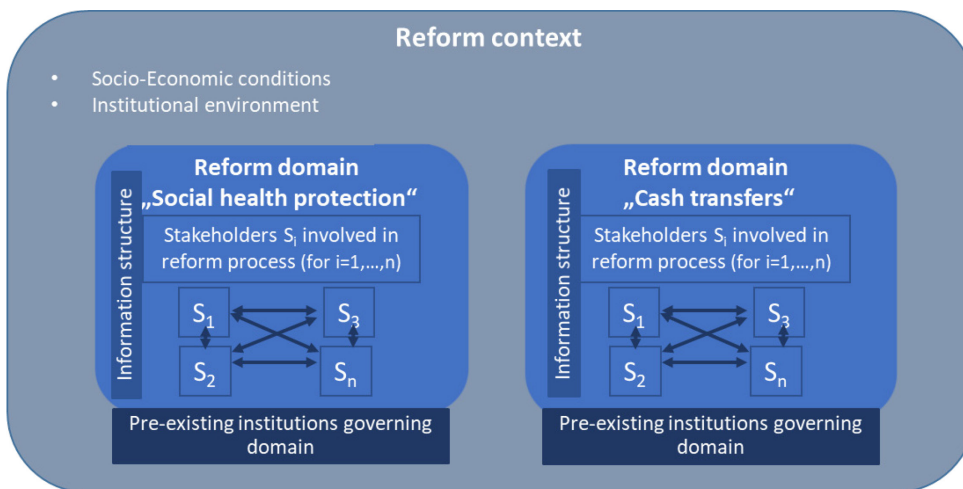 Reform context
• Socio-Economic conditions
• Institutional environment
Reform domain
„Social health protection“
Information structure
Stakeholders Si involved in
reform process (for i=1,...,n)
S1
S3
S2
Sn
Pre-existing institutions governing
domain
Reform domain
„Cash transfers“
Information structure
Stakeholders Si involved in
reform process (for i=1,...,n)
S1
S3
S2
Sn
Pre-existing institutions governing
domain